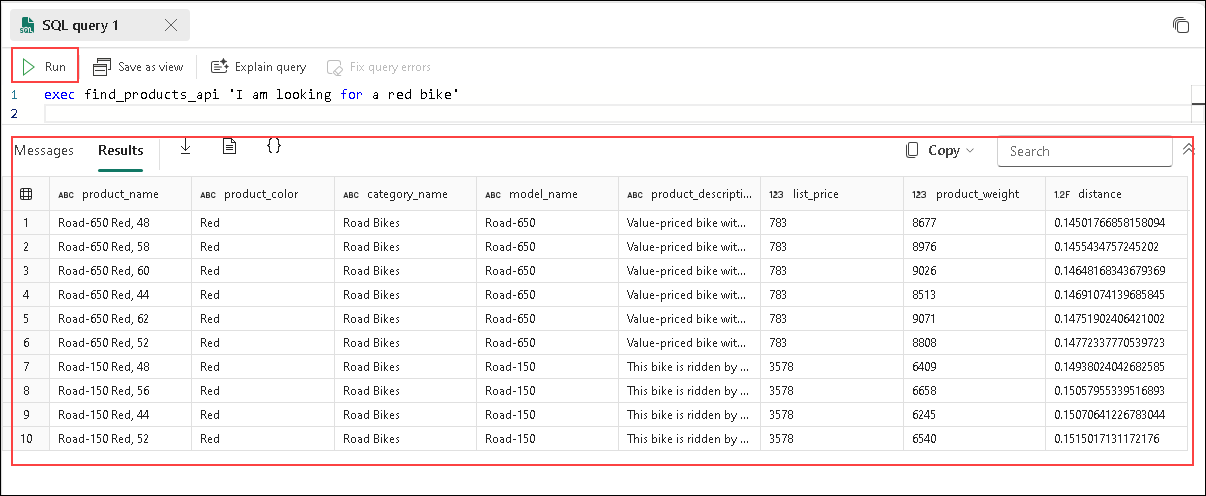 SQL query 1
Run Save as view Explain query Fix query errors
1 exec find_products_api 'I am looking for a red bike'
2
Messages Results {} Copy Search
ABC product_name ABC product_color ABC category_name ABC model_name ABC product_descripti... 123 list_price 123 product_weight 1.2F distance
1 Road-650 Red, 48 Red Road Bikes Road-650 Value-priced bike wit... 783 8677 0.14501766858158094
2 Road-650 Red, 58 Red Road Bikes Road-650 Value-priced bike wit... 783 8976 0.1455434757245202
3 Road-650 Red, 60 Red Road Bikes Road-650 Value-priced bike wit... 783 9026 0.14648168343679369
4 Road-650 Red, 44 Red Road Bikes Road-650 Value-priced bike wit... 783 8513 0.14691074139685845
5 Road-650 Red, 62 Red Road Bikes Road-650 Value-priced bike wit... 783 9071 0.14751902406421002
6 Road-650 Red, 52 Red Road Bikes Road-650 Value-priced bike wit... 783 8808 0.14772337770539723
7 Road-150 Red, 48 Red Road Bikes Road-150 This bike is ridden by ... 3578 6409 0.14938024042682585
8 Road-150 Red, 56 Red Road Bikes Road-150 This bike is ridden by ... 3578 6658 0.15057955339516893
9 Road-150 Red, 44 Red Road Bikes Road-150 This bike is ridden by ... 3578 6245 0.15070641226783044
10 Road-150 Red, 52 Red Road Bikes Road-150 This bike is ridden by ... 3578 6540 0.1515017131172176